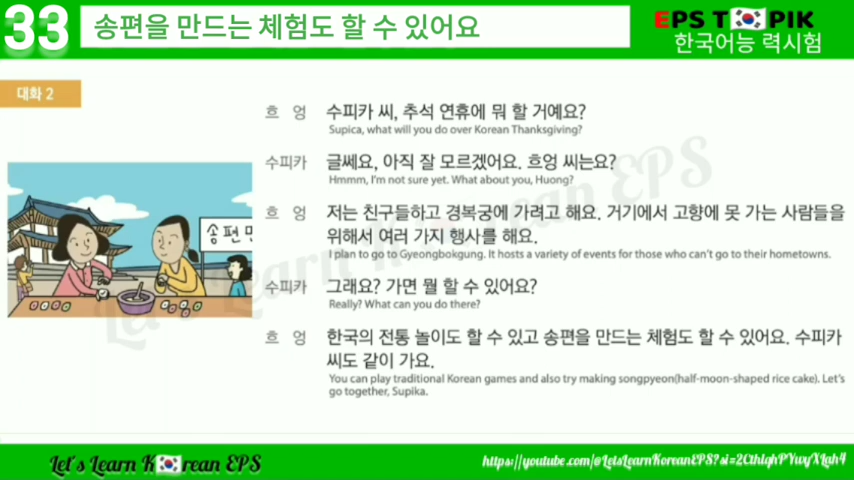 33
송편을 만드는 체험도 할 수 있어요
EPS T PIK
한국어능 력시험
대화 2
흐 엉 수피카 씨, 추석 연휴에 뭐 할 거예요?
Supica, what will you do over Korean Thanksgiving?
수피카 글쎄요, 아직 잘 모르겠어요. 흐엉 씨는요?
Hmmm, I'm not sure yet. What about you, Huong?
흐 엉 저는 친구들하고 경복궁에 가려고 해요. 거기에서 고향에 못 가는 사람들을
위해서 여러 가지 행사를 해요.
I plan to go to Gyeongbokgung. It hosts a variety of events for those who can't go to their hometowns.
수피카 그래요? 가면 뭘 할 수 있어요?
Really? What can you do there?
흐 엉 한국의 전통 놀이도 할 수 있고 송편을 만드는 체험도 할 수 있어요. 수피카
씨도 같이 가요.
You can play traditional Korean games and also try making songpyeon(half-moon-shaped rice cake). Let's
go together, Supika.
송편만
Let's Learn Korean EPS
Let's Learn K rean EPS
https://youtube.com/@LetsLearnKoreanEPS?si=2CthlqhPYwyXLah4